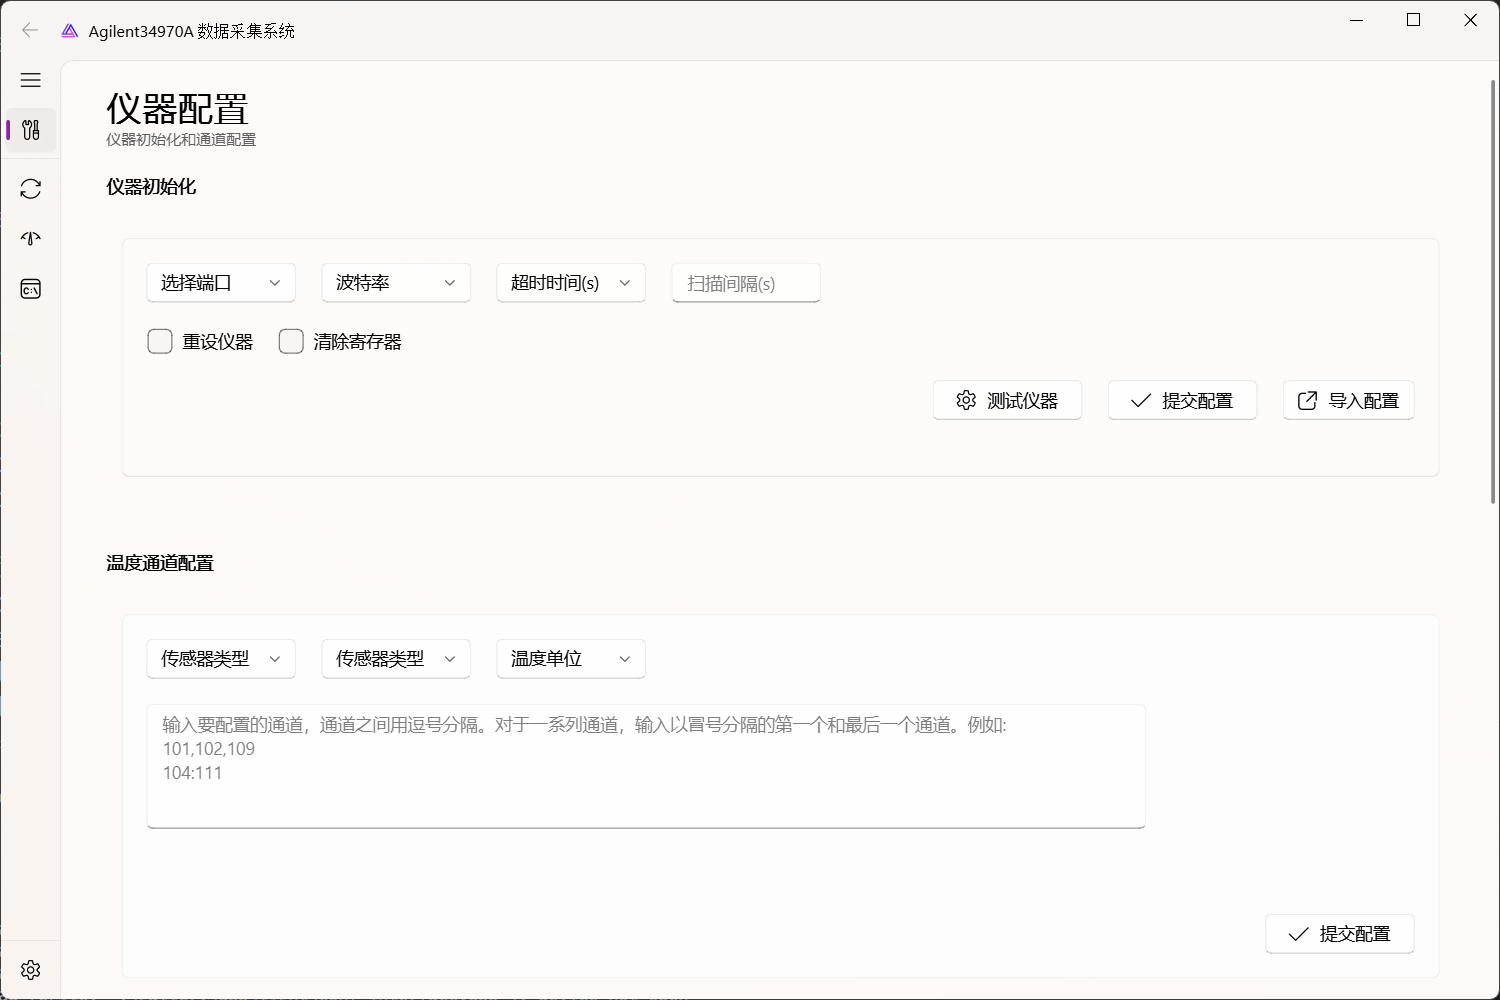 Agilent34970A 数据采集系统
仪器配置
仪器初始化和通道配置
仪器初始化
选择端口 波特率 超时时间(s) 扫描间隔(s)
重设仪器 清除寄存器
测试仪器 提交配置 导入配置
温度通道配置
传感器类型 传感器类型 温度单位
输入要配置的通道，通道之间用逗号分隔。对于一系列通道，输入以冒号分隔的第一个和最后一个通道。例如:
101,102,109
104:111
提交配置